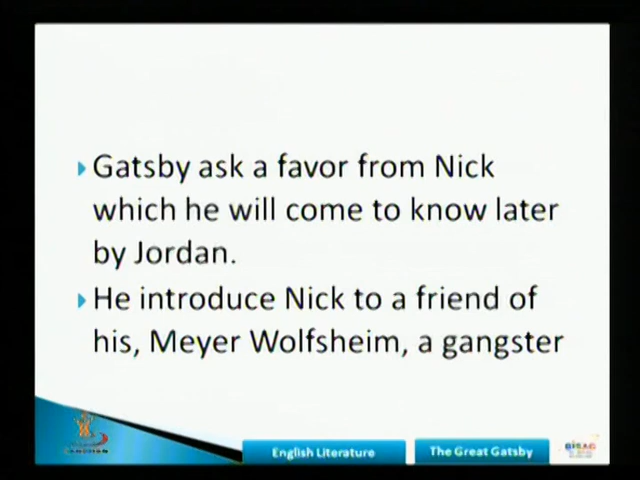 Gatsby ask a favor from Nick
which he will come to know later
by Jordan.
He introduce Nick to a friend of
his, Meyer Wolfsheim, a gangster
English Literature
The Great Gatsby
BISAG